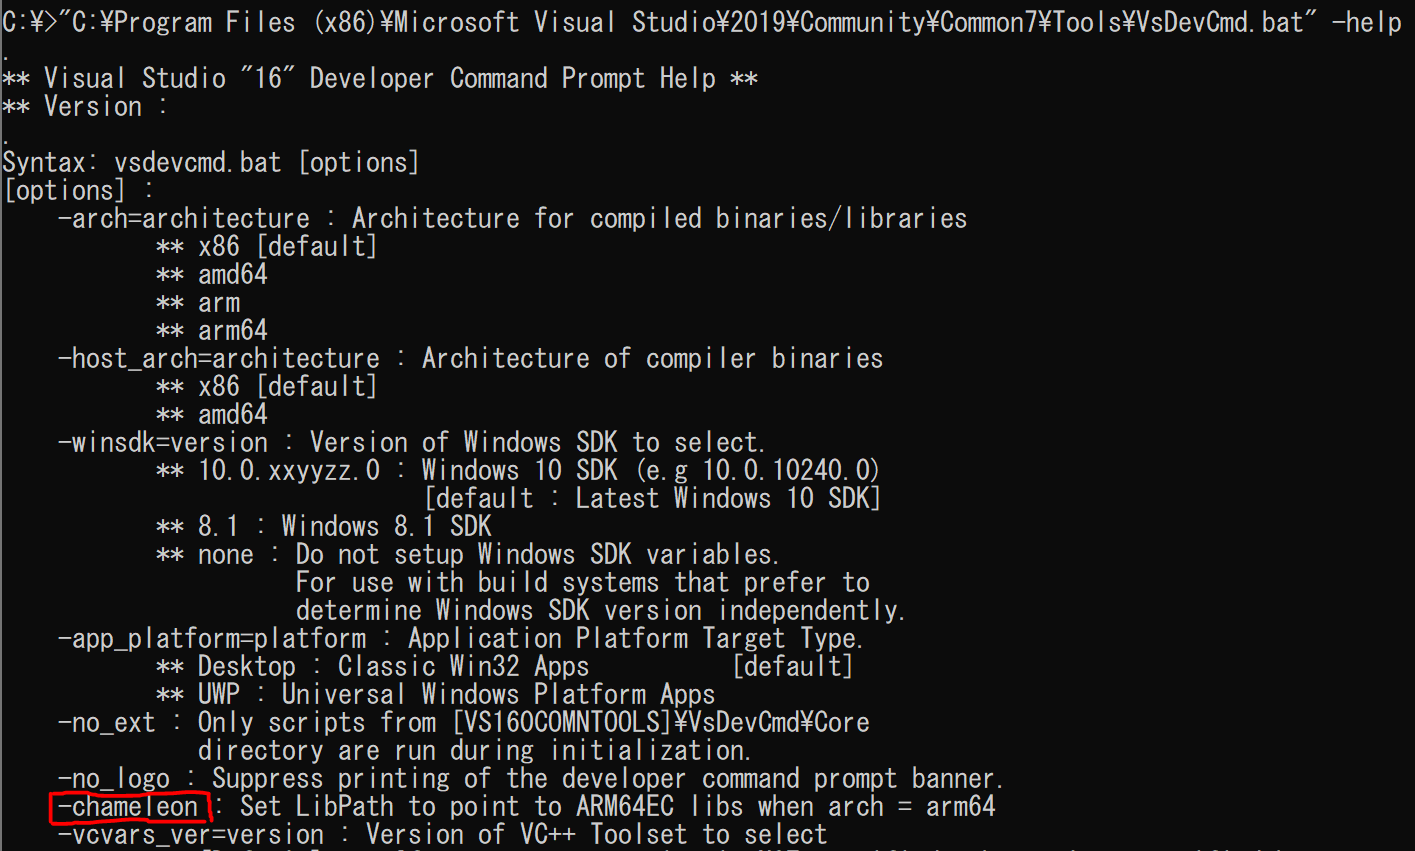 C:¥>"C:¥Program Files (x86)¥Microsoft Visual Studio¥2019¥Community¥Common7¥Tools¥VsDevCmd.bat" -help
.
** Visual Studio "16" Developer Command Prompt Help **
** Version :
.
Syntax: vsdevcmd.bat [options]
[options] :
-arch=architecture : Architecture for compiled binaries/libraries
** x86 [default]
** amd64
** arm
** arm64
-host_arch=architecture : Architecture of compiler binaries
** x86 [default]
** amd64
-winsdk=version : Version of Windows SDK to select.
** 10.0.xxyyzz.0 : Windows 10 SDK (e.g 10.0.10240.0)
[default : Latest Windows 10 SDK]
** 8.1 : Windows 8.1 SDK
** none : Do not setup Windows SDK variables.
For use with build systems that prefer to
determine Windows SDK version independently.
-app_platform=platform : Application Platform Target Type.
** Desktop : Classic Win32 Apps [default]
** UWP : Universal Windows Platform Apps
-no_ext : Only scripts from [VS160COMNTOOLS]¥VsDevCmd¥Core
directory are run during initialization.
-no_logo : Suppress printing of the developer command prompt banner.
-chameleon : Set LibPath to point to ARM64EC libs when arch = arm64
-vcvars_ver=version : Version of VC++ Toolset to select